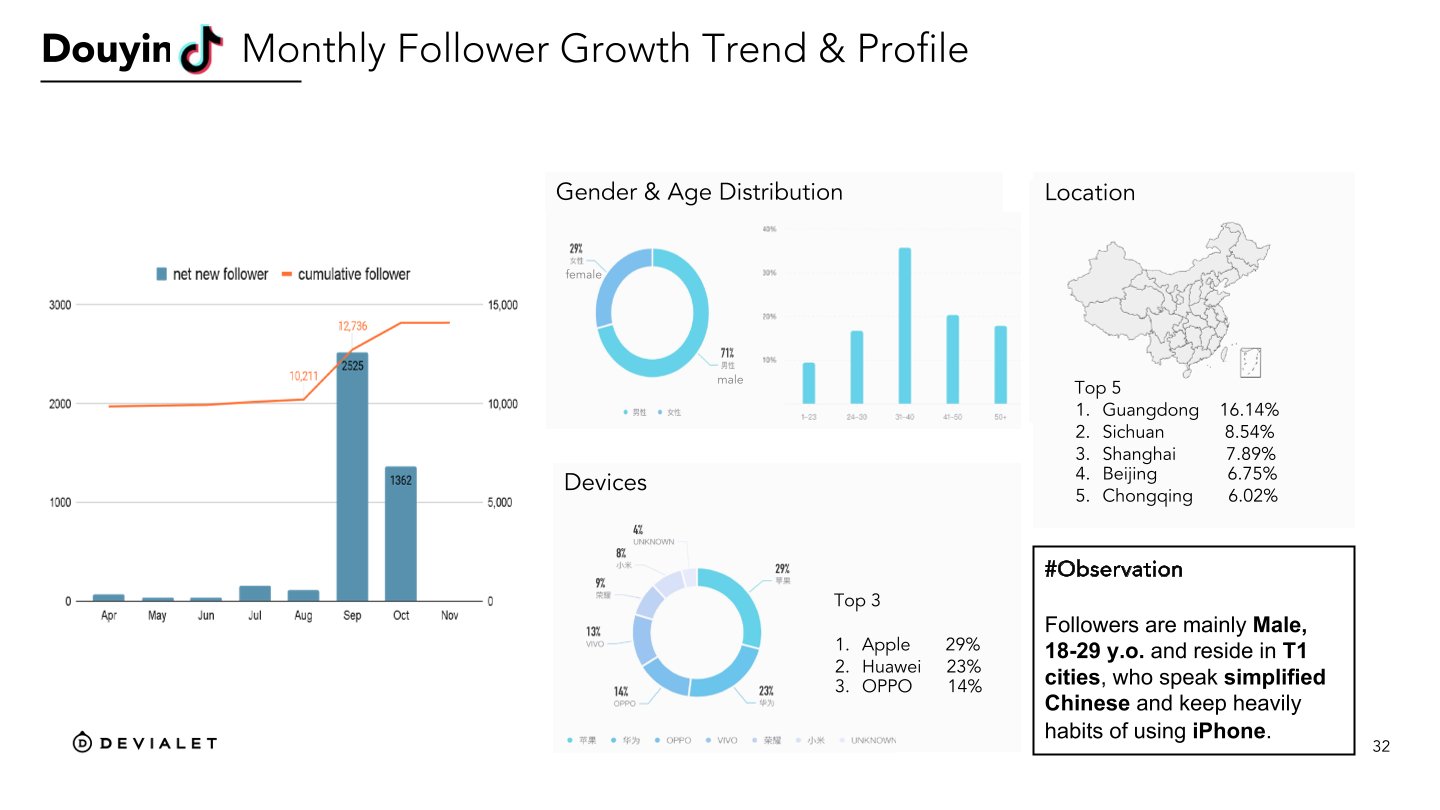 Douyin Monthly Follower Growth Trend & Profile
net new follower cumulative follower
3000
2000
1000
0
15,000
10,000
5,000
0
10,211
12,736
2525
1362
Apr May Jun Jul Aug Sep Oct Nov
Gender & Age Distribution
29%
女性
female
71%
男性
male
男性 女性
40%
30%
20%
10%
1-23 24-30 31-40 41-50 50+
Devices
4%
UNKNOWN
8%
小米
9%
荣耀
13%
VIVO
14%
OPPO
23%
华为
29%
苹果
苹果 华为 OPPO VIVO 荣耀 小米 UNKNOWN
Top 3
1. Apple 29%
2. Huawei 23%
3. OPPO 14%
Location
Top 5
1. Guangdong 16.14%
2. Sichuan 8.54%
3. Shanghai 7.89%
4. Beijing 6.75%
5. Chongqing 6.02%
#Observation
Followers are mainly Male,
18-29 y.o. and reside in T1
cities, who speak simplified
Chinese and keep heavily
habits of using iPhone.
DEVIALET
32